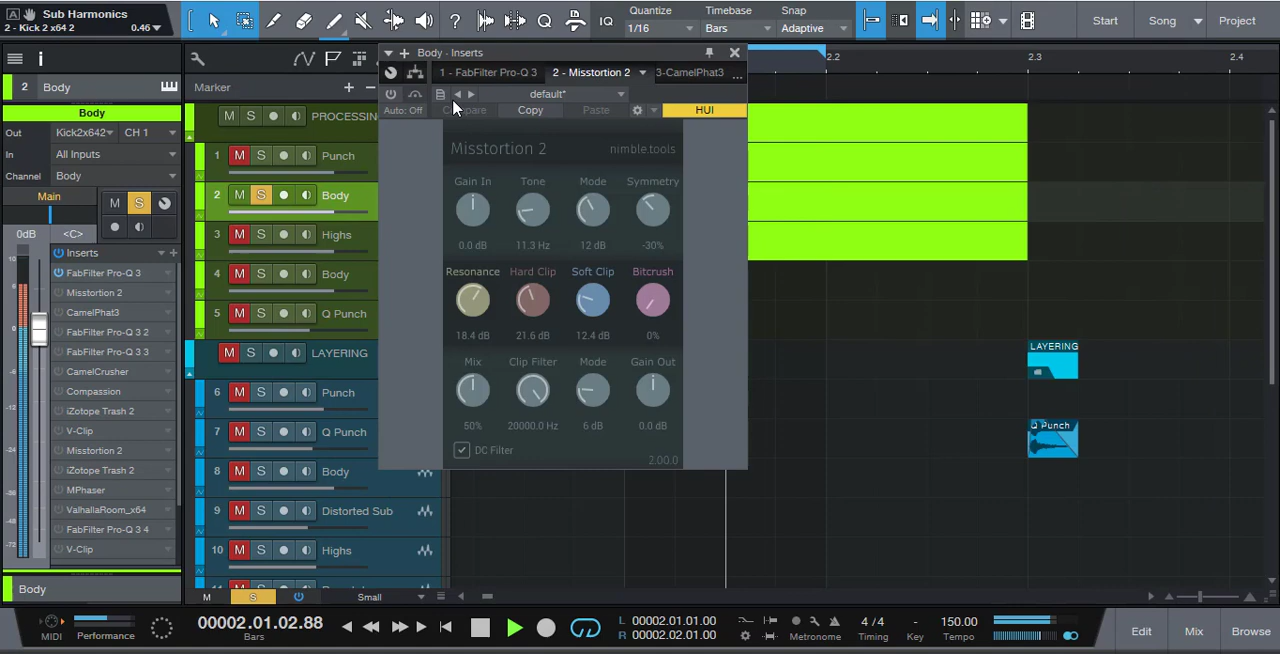 Sub Harmonics
2 - Kick 2 x64 2
0.46
IQ
Quantize
1/16
Timebase
Bars
Snap
Adaptive
Start
Song
Project
Body - Inserts
1 - FabFilter Pro-Q 3
2 - Misstortion 2
3-CamelPhat3
...
default*
Auto: Off
Compare
Copy
Paste
HUI
Misstortion 2
nimble.tools
Gain In
Tone
Mode
Symmetry
0.0 dB
11.3 Hz
12 dB
-30%
Resonance
Hard Clip
Soft Clip
Bitcrush
18.4 dB
21.6 dB
12.4 dB
0%
Mix
Clip Filter
Mode
Gain Out
50%
20000.0 Hz
6 dB
0.0 dB
DC Filter
2.00.0
2.2
2.3
2.4
Body
Body
Out
Kick2x642
CH 1
In
All Inputs
Channel
Body
Main
M
S
0dB
<C>
Inserts
FabFilter Pro-Q 3
Misstortion 2
CamelPhat3
FabFilter Pro-Q 3 2
FabFilter Pro-Q 3 3
CamelCrusher
Compassion
iZotope Trash 2
V-Clip
Misstortion 2
iZotope Trash 2
MPhaser
ValhallaRoom_x64
FabFilter Pro-Q 3 4
V-Clip
Body
Marker
M S PROCESSIN
1 M S Punch
2 M S Body
3 M S Highs
4 M S Body
5 M S Q Punch
M S LAYERING
6 M S Punch
7 M S Q Punch
8 M S Body
9 M S Distorted Sub
10 M S Highs
M S Small
LAYERING
Q Punch
MIDI
Performance
00002.01.02.88
Bars
L 00002.01.01.00
R 00002.02.01.00
Metronome
4 / 4
Timing
-
Key
150.00
Tempo
Edit
Mix
Browse